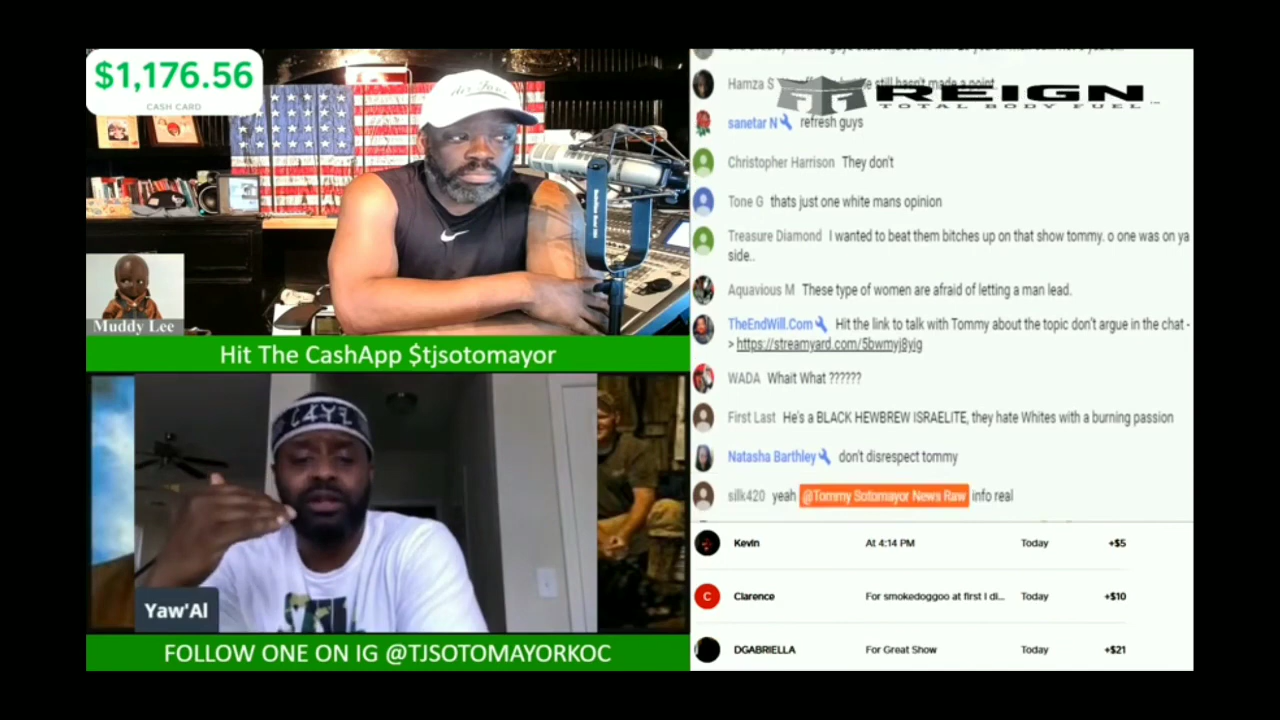 $1,176.56
CASH CARD
Muddy Lee
Hit The CashApp $tjsotomayor
Yaw'Al
FOLLOW ONE ON IG @TJSOTOMAYORKOC
Hamza S still hasn't made a point
REIGN
TOTAL BODY FUEL
sanetar N refresh guys
Christopher Harrison They don't
Tone G thats just one white mans opinion
Treasure Diamond I wanted to beat them bitches up on that show tommy. o one was on ya
side..
Aquavious M These type of women are afraid of letting a man lead.
TheEndWill.Com Hit the link to talk with Tommy about the topic don't argue in the chat -
> https://streamyard.com/5bwmyj8yig
WADA Whait What ??????
First Last He's a BLACK HEWBREW ISRAELITE, they hate Whites with a burning passion
Natasha Barthley don't disrespect tommy
silk420 yeah @Tommy Sotomayor News Raw info real
Kevin At 4:14 PM Today +$5
C Clarence For smokedoggoo at first I di... Today +$10
DGABRIELLA For Great Show Today +$21